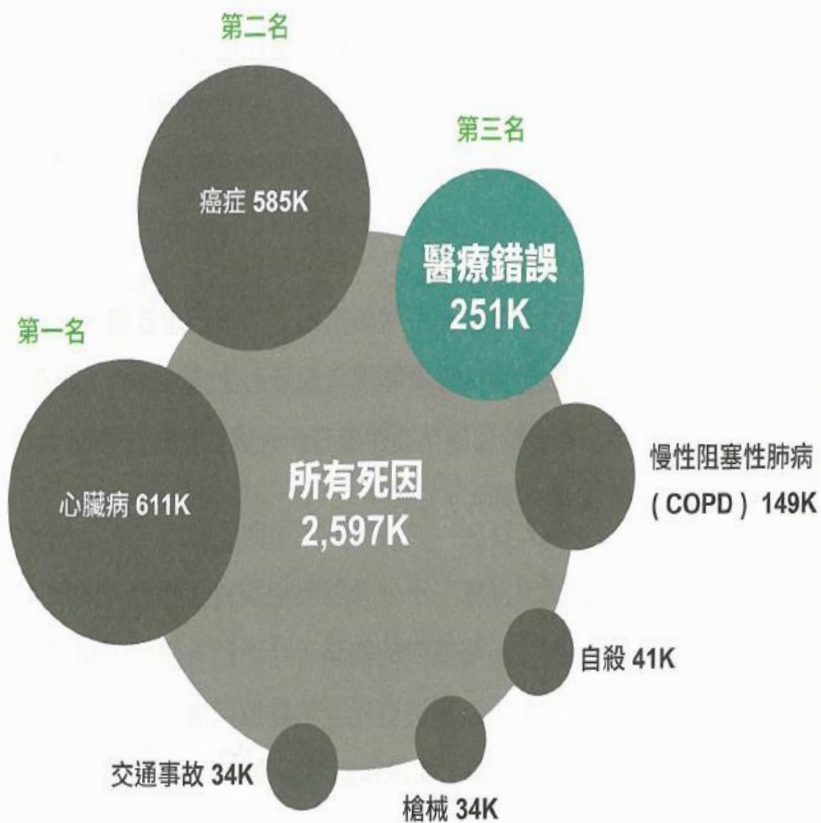 第二名
癌症 585K
第三名
醫療錯誤
251K
第一名
心臟病 611K
所有死因
2,597K
慢性阻塞性肺病
( COPD ) 149K
自殺 41K
槍械 34K
交通事故 34K